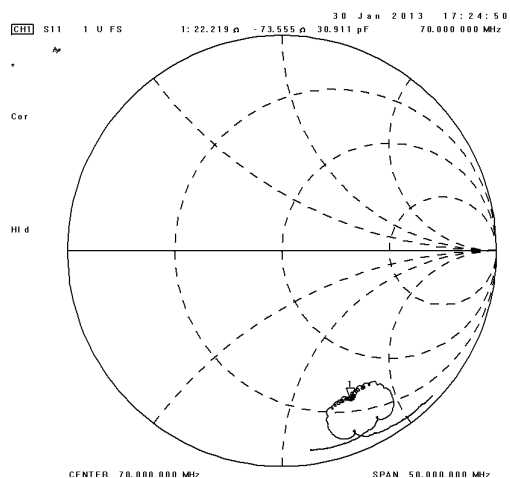 30 Jan 2013 17:24:50
CH1 S11 1 U FS 1: 22.219 Ω -73.555 Ω 30.911 pF 70.000 000 MHz
*
Cor
Hld
CENTER 70.000 000 MHz SPAN 50.000 000 MHz